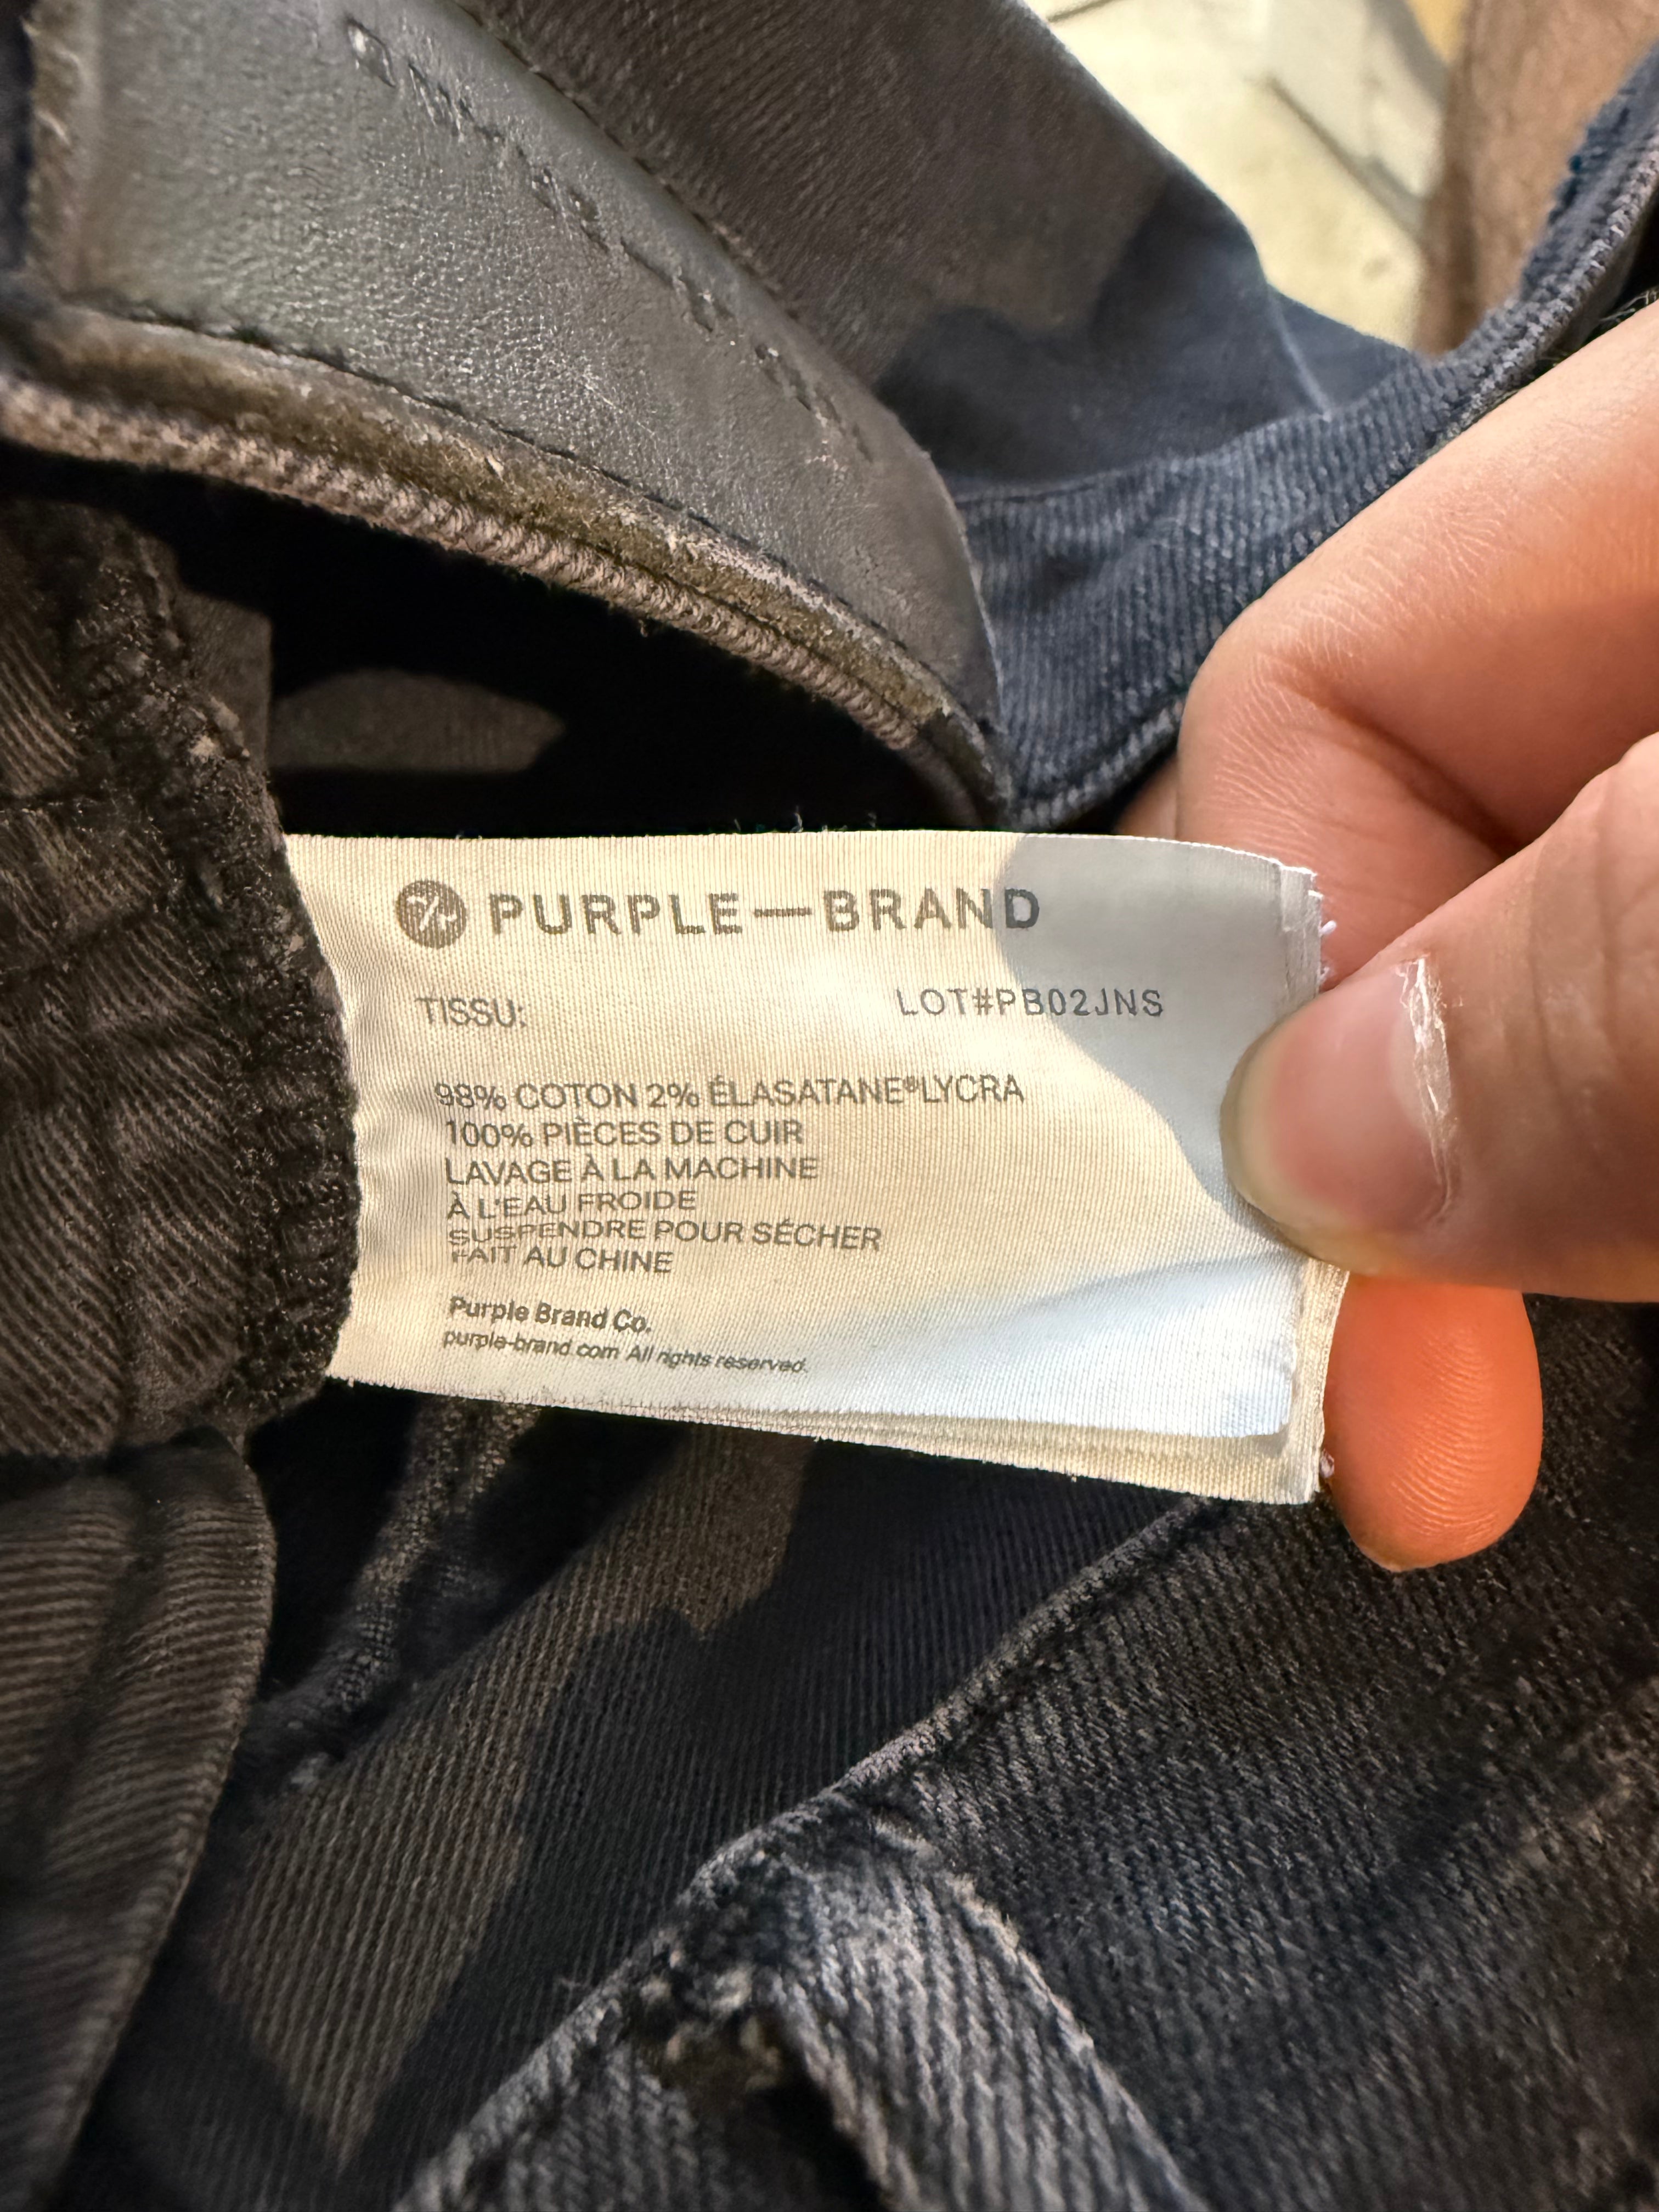 PURPLE—BRAND
TISSU: LOT#PB02JNS
98% COTON 2% ÉLASATANE®LYCRA
100% PIÈCES DE CUIR
LAVAGE À LA MACHINE
À L'EAU FROIDE
SUSPENDRE POUR SÉCHER
FAIT AU CHINE
Purple Brand Co.
purple-brand.com All rights reserved.